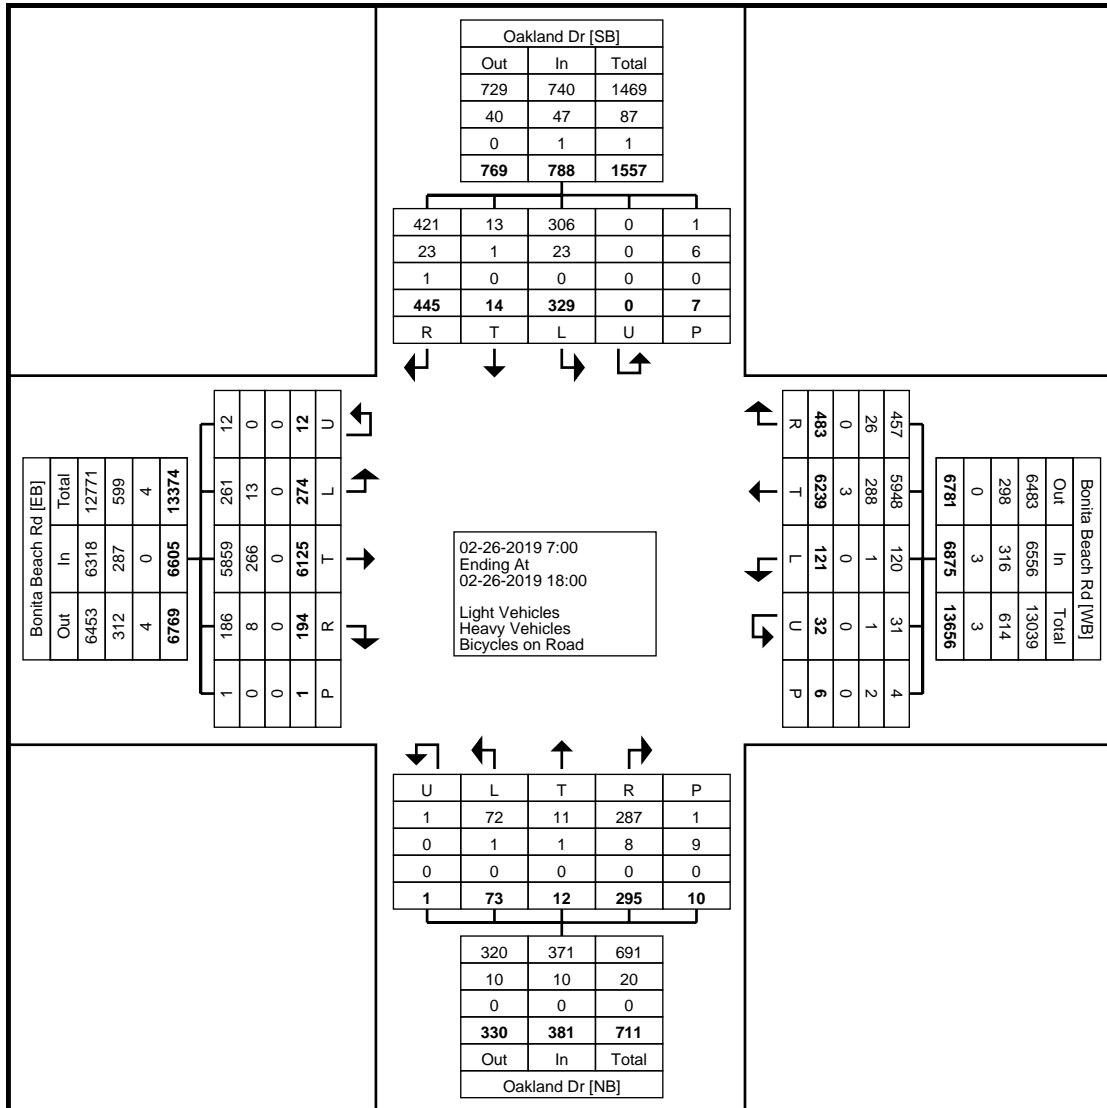 Oakland Dr [SB]
Out In Total
729 740 1469
40 47 87
0 1 1
769 788 1557
421 13 306 0 1
23 1 23 0 6
1 0 0 0 0
445 14 329 0 7
R T L U P
Bonita Beach Rd [EB]
Total 12771 599 4 13374
In 6318 287 0 6605
Out 6453 312 4 6769
12 0 0 12 U
261 13 0 274 L
5859 266 0 6125 T
186 8 0 194 R
1 0 0 1 P
02-26-2019 7:00
Ending At
02-26-2019 18:00
Light Vehicles
Heavy Vehicles
Bicycles on Road
R 483 0 26 457
T 6239 3 288 5948
L 121 0 1 120
U 32 0 1 31
P 6 0 2 4
6781 0 298 6483 Out
6875 3 316 6556 In
13656 3 614 13039 Total
Bonita Beach Rd [WB]
U L T R P
1 72 11 287 1
0 1 1 8 9
0 0 0 0 0
1 73 12 295 10
320 371 691
10 10 20
0 0 0
330 381 711
Out In Total
Oakland Dr [NB]